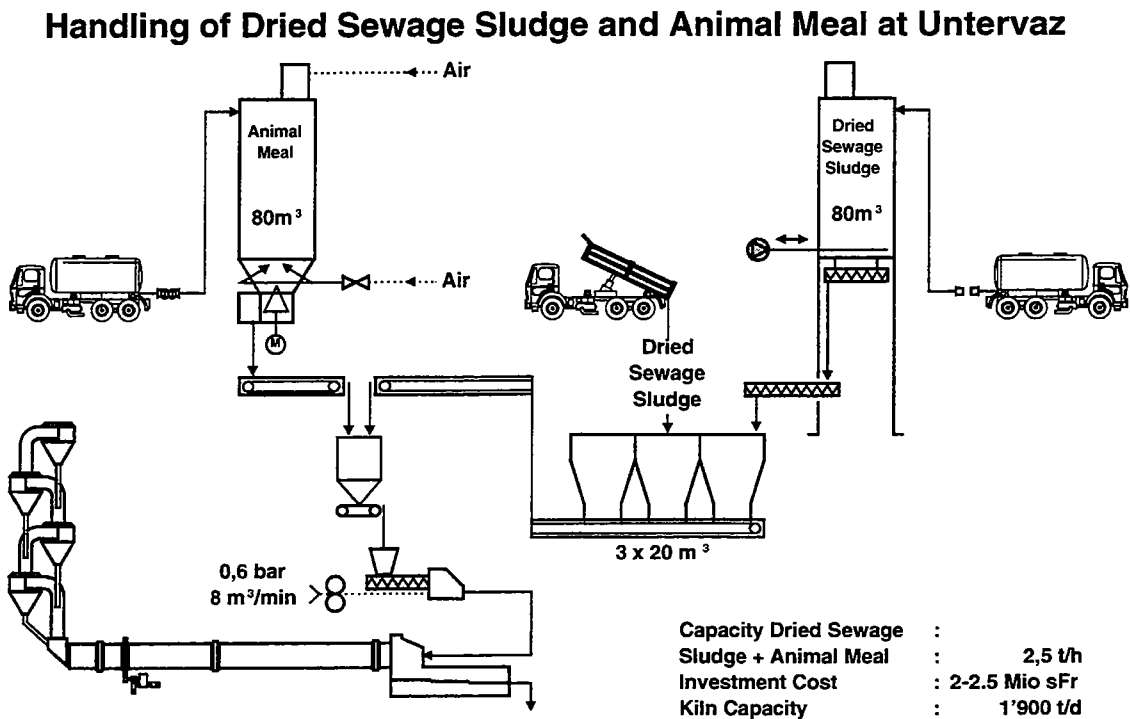 Handling of Dried Sewage Sludge and Animal Meal at Untervaz
Air
Animal
Meal
80m³
Air
M
Dried
Sewage
Sludge
80m³
Dried
Sewage
Sludge
3 x 20 m³
0,6 bar
8 m³/min
Capacity Dried Sewage :
Sludge + Animal Meal : 2,5 t/h
Investment Cost : 2-2.5 Mio sFr
Kiln Capacity : 1'900 t/d